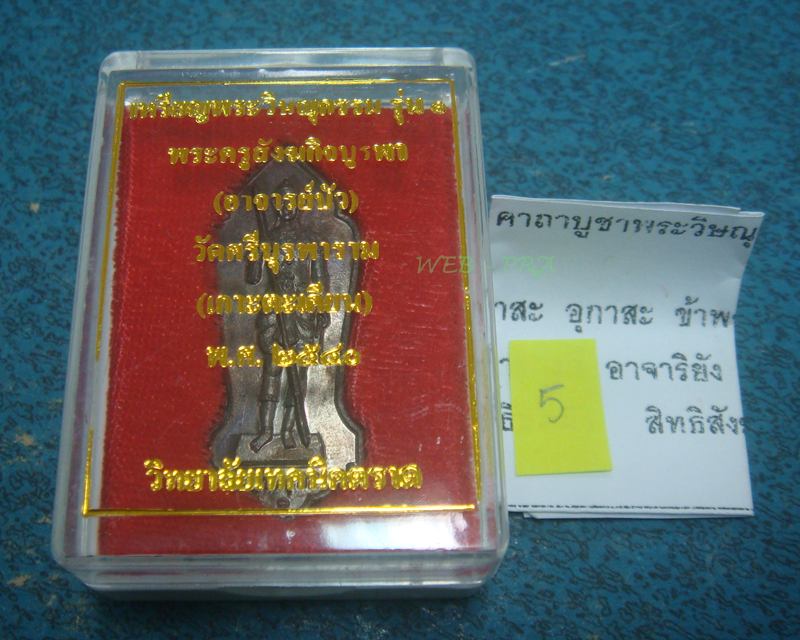 เหรียญพระวิษณุกรรม รุ่น ๑
พระครูสังฆกิจบูรพา
(อาจารย์บัว)
วัดศรีบุรพาราม
(เกาะตะเคียน)
พ.ศ. ๒๕๔๐
วิทยาลัยเทคนิคตราด
WEB PRA
คาถาบูชาพระวิษณุ
าสะ อุกาสะ ข้าพ
อาจาริยัง
สิทธิสัง
5